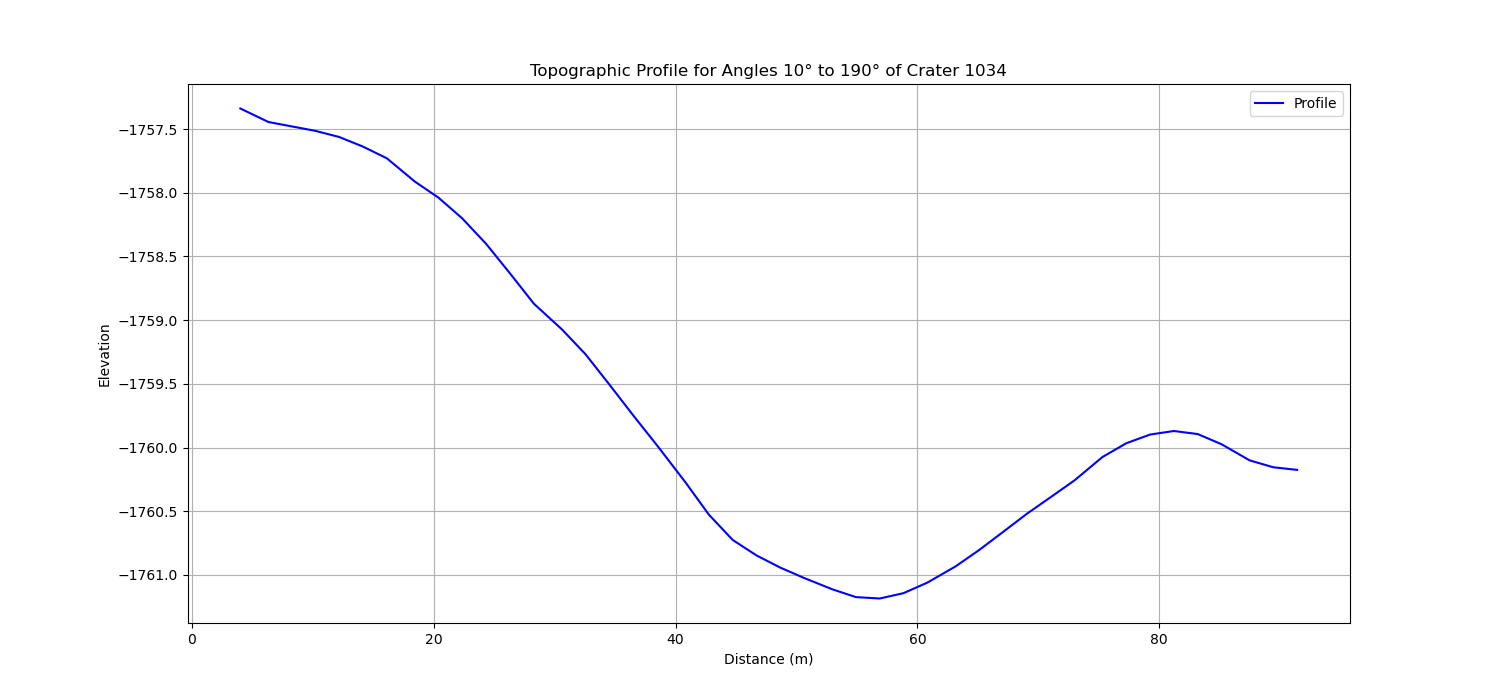 Topographic Profile for Angles 10° to 190° of Crater 1034
Profile
−1757.5
−1758.0
−1758.5
−1759.0
−1759.5
−1760.0
−1760.5
−1761.0
Elevation
0 20 40 60 80
Distance (m)